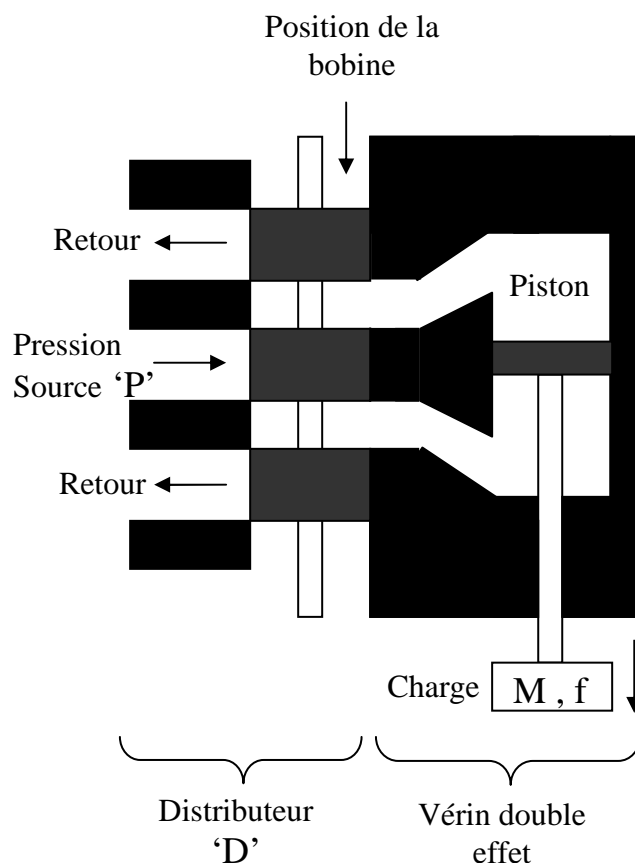 Position de la
bobine
Retour
Piston
Pression
Source ‘P’
Retour
Charge
M , f
Distributeur
‘D’
Vérin double
effet